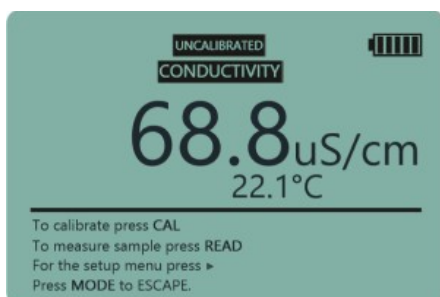 UNCALIBRATED
CONDUCTIVITY
68.8uS/cm
22.1°C
To calibrate press CAL
To measure sample press READ
For the setup menu press ►
Press MODE to ESCAPE.